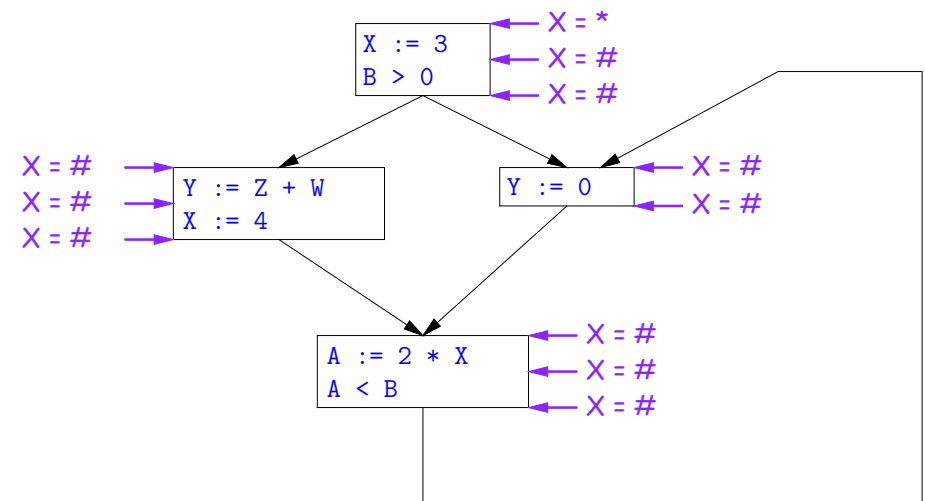 X = *
X := 3
X = #
B > 0
X = #
X = #
Y := Z + W
X = #
X := 4
X = #
Y := 0
X = #
X = #
A := 2 * X
X = #
A < B
X = #
X = #